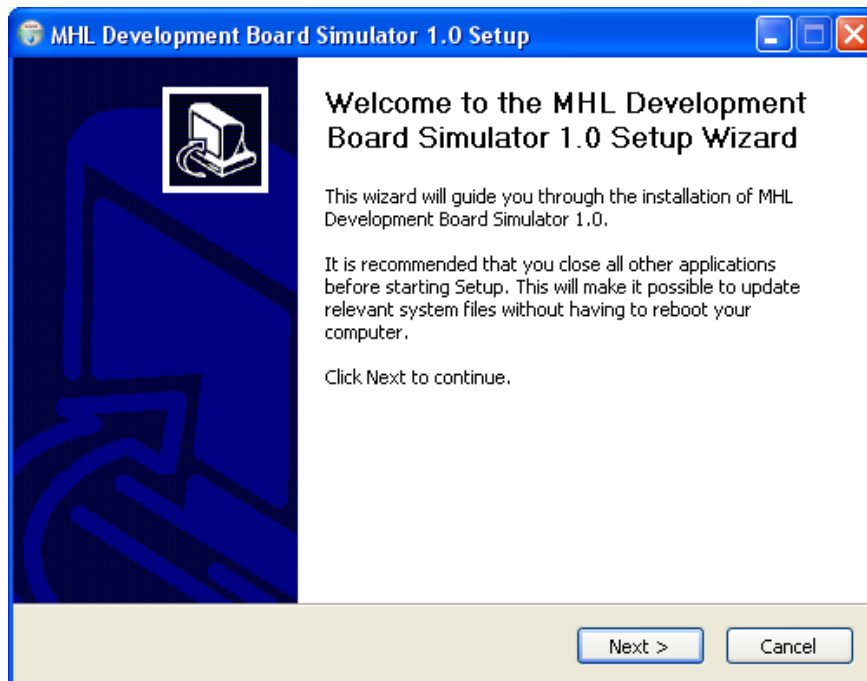 MHL Development Board Simulator 1.0 Setup
Welcome to the MHL Development
Board Simulator 1.0 Setup Wizard
This wizard will guide you through the installation of MHL
Development Board Simulator 1.0.
It is recommended that you close all other applications
before starting Setup. This will make it possible to update
relevant system files without having to reboot your
computer.
Click Next to continue.
Next >
Cancel